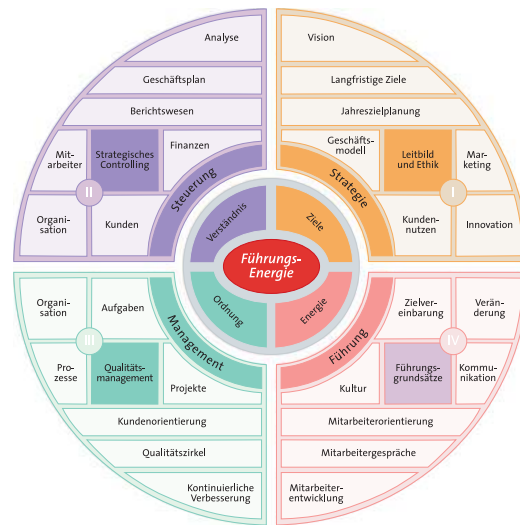 Analyse
Geschäftsplan
Berichtswesen
Mit-
arbeiter
Strategisches
Controlling
Finanzen
II
Organi-
sation
Kunden
Steuerung
Vision
Langfristige Ziele
Jahreszielplanung
Geschäfts-
modell
Leitbild
und Ethik
Mar-
keting
I
Strategie
Kunden-
nutzen
Innovation
Verständnis
Ziele
Führungs-
Energie
Ordnung
Energie
Organi-
sation
Aufgaben
Management
III
Pro-
zesse
Qualitäts-
management
Projekte
Kundenorientierung
Qualitätszirkel
Kontinuierliche
Verbesserung
Führung
Zielver-
einbarung
Verän-
derung
IV
Kultur
Führungs-
grundsätze
Kommu-
nikation
Mitarbeiterorientierung
Mitarbeitergespräche
Mitarbeiter-
entwicklung